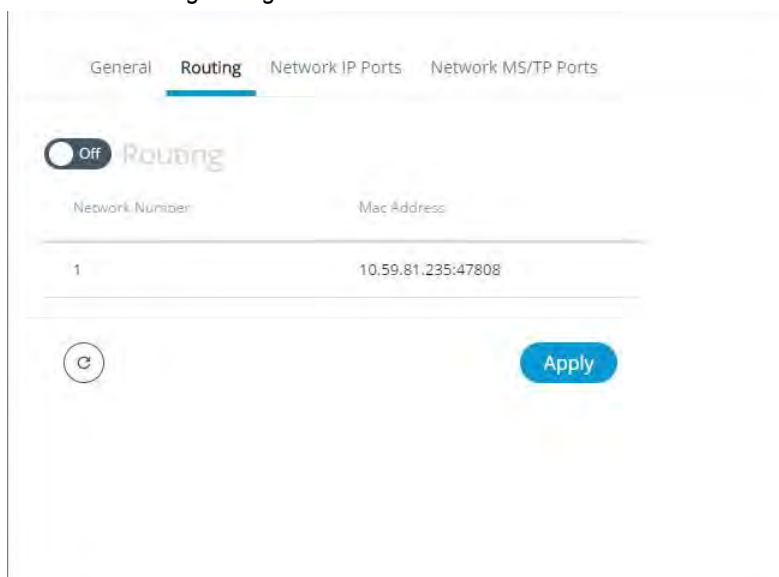 General Routing Network IP Ports Network MS/TP Ports
Off Routing
Network Number Mac Address
1 10.59.81.235:47808
Apply